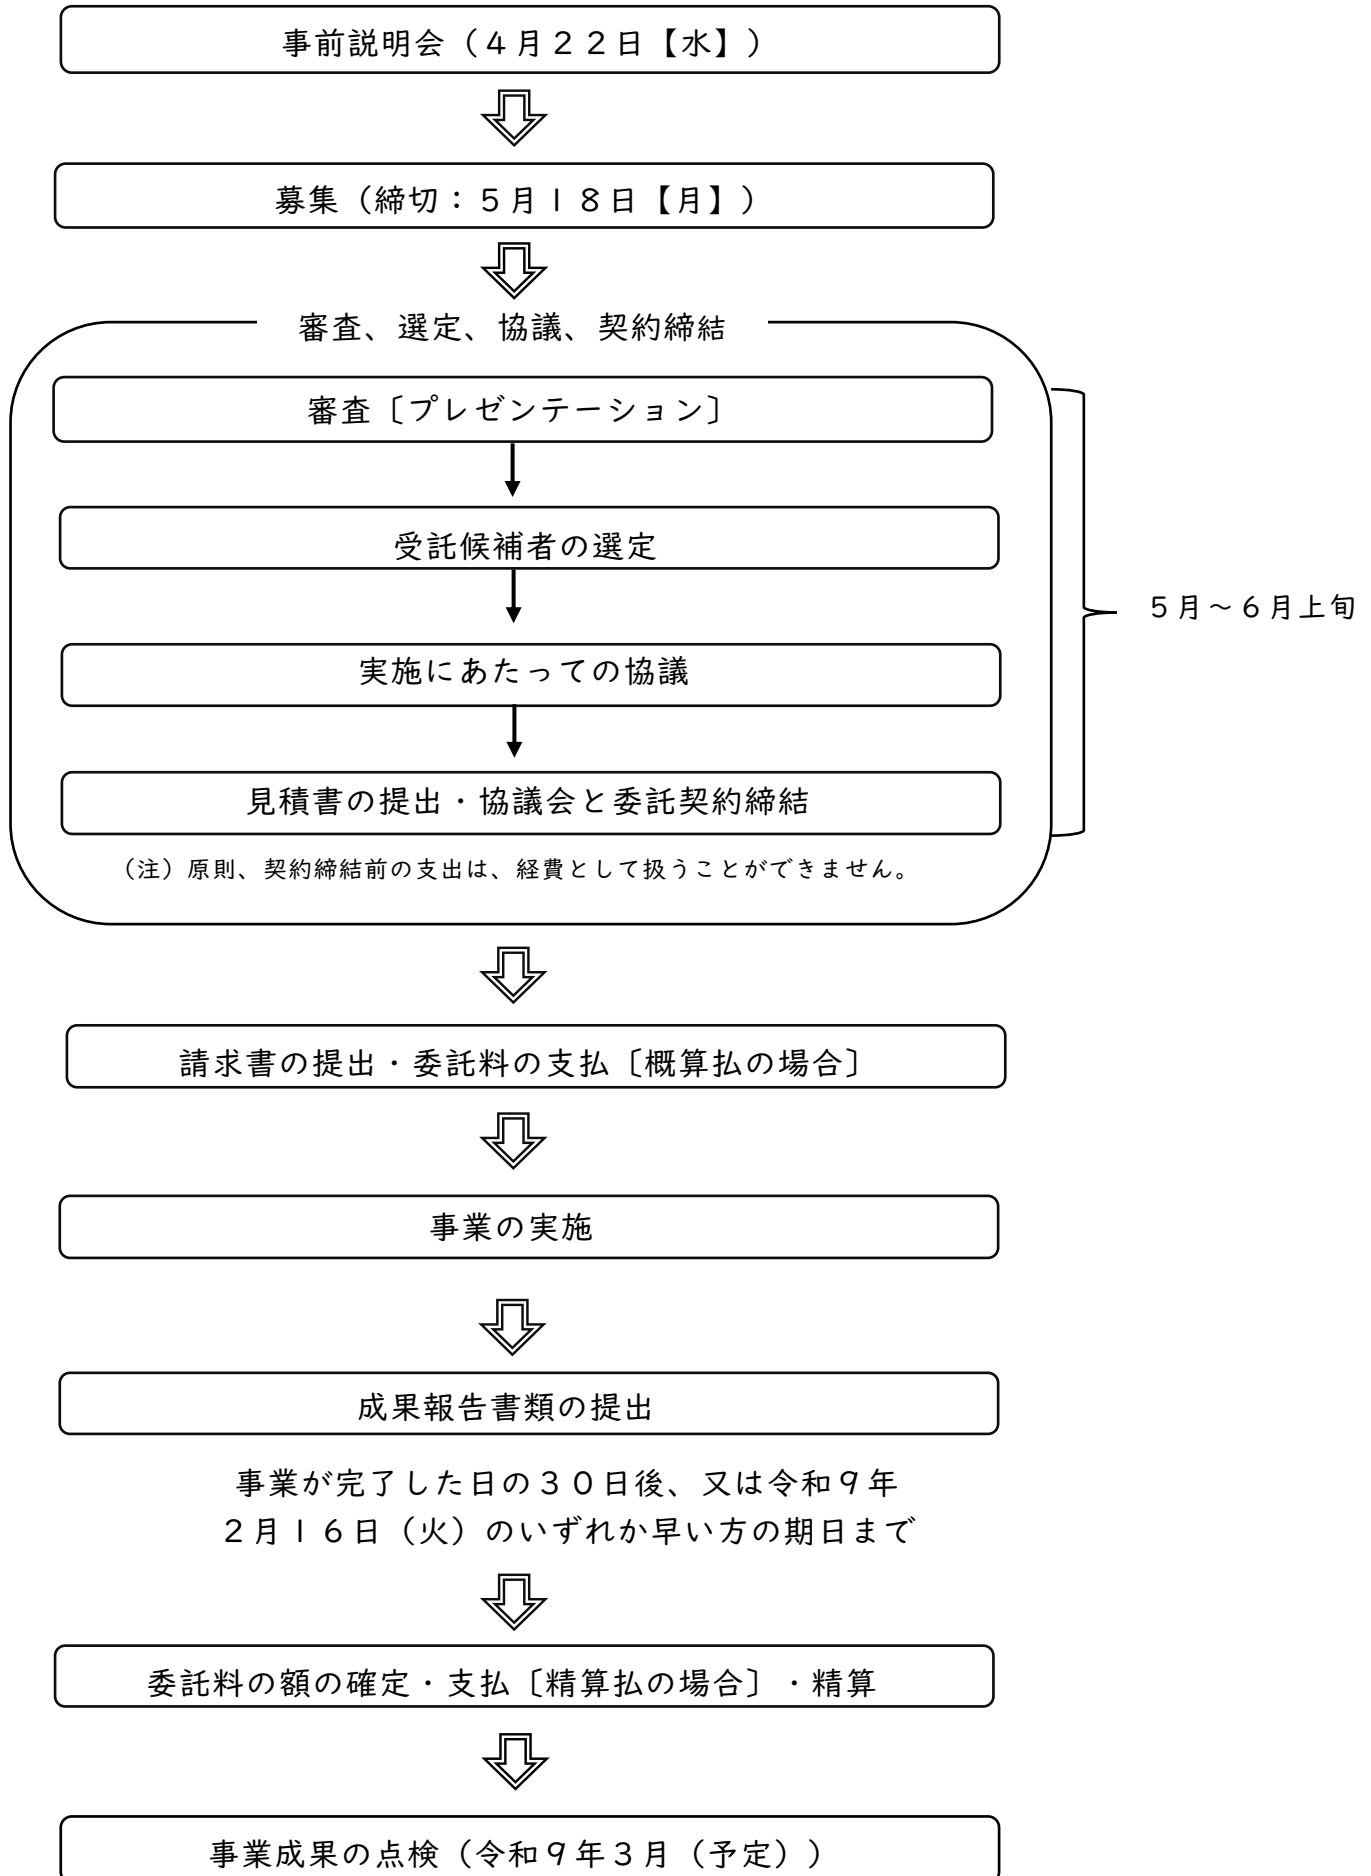 事前説明会（４月２２日【水】）
募集（締切：５月１８日【月】）
審査、選定、協議、契約締結
審査〔プレゼンテーション〕
受託候補者の選定
５月～６月上旬
実施にあたっての協議
見積書の提出・協議会と委託契約締結
（注）原則、契約締結前の支出は、経費として扱うことができません。
請求書の提出・委託料の支払〔概算払の場合〕
事業の実施
成果報告書類の提出
事業が完了した日の３０日後、又は令和９年
２月１６日（火）のいずれか早い方の期日まで
委託料の額の確定・支払〔精算払の場合〕・精算
事業成果の点検（令和９年３月（予定））